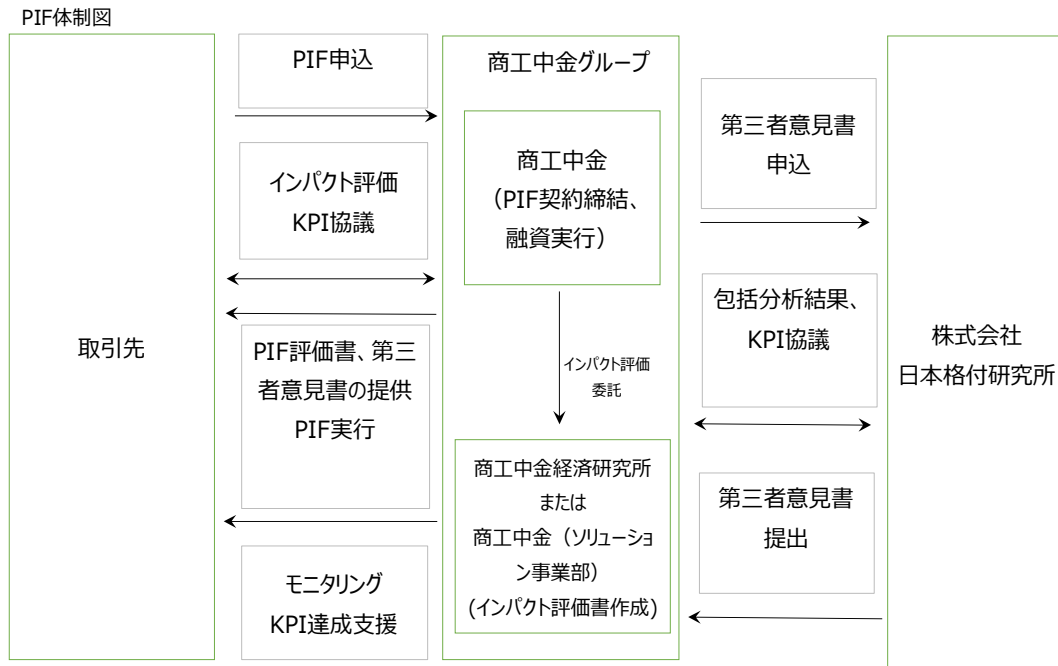 PIF体制図
取引先
PIF申込
インパクト評価
KPI協議
PIF評価書、第三
者意見書の提供
PIF実行
モニタリング
KPI達成支援
商工中金グループ
商工中金
（PIF契約締結、
融資実行）
インパクト評価
委託
商工中金経済研究所
または
商工中金（ソリューショ
ン事業部）
(インパクト評価書作成)
第三者意見書
申込
包括分析結果、
KPI協議
第三者意見書
提出
株式会社
日本格付研究所